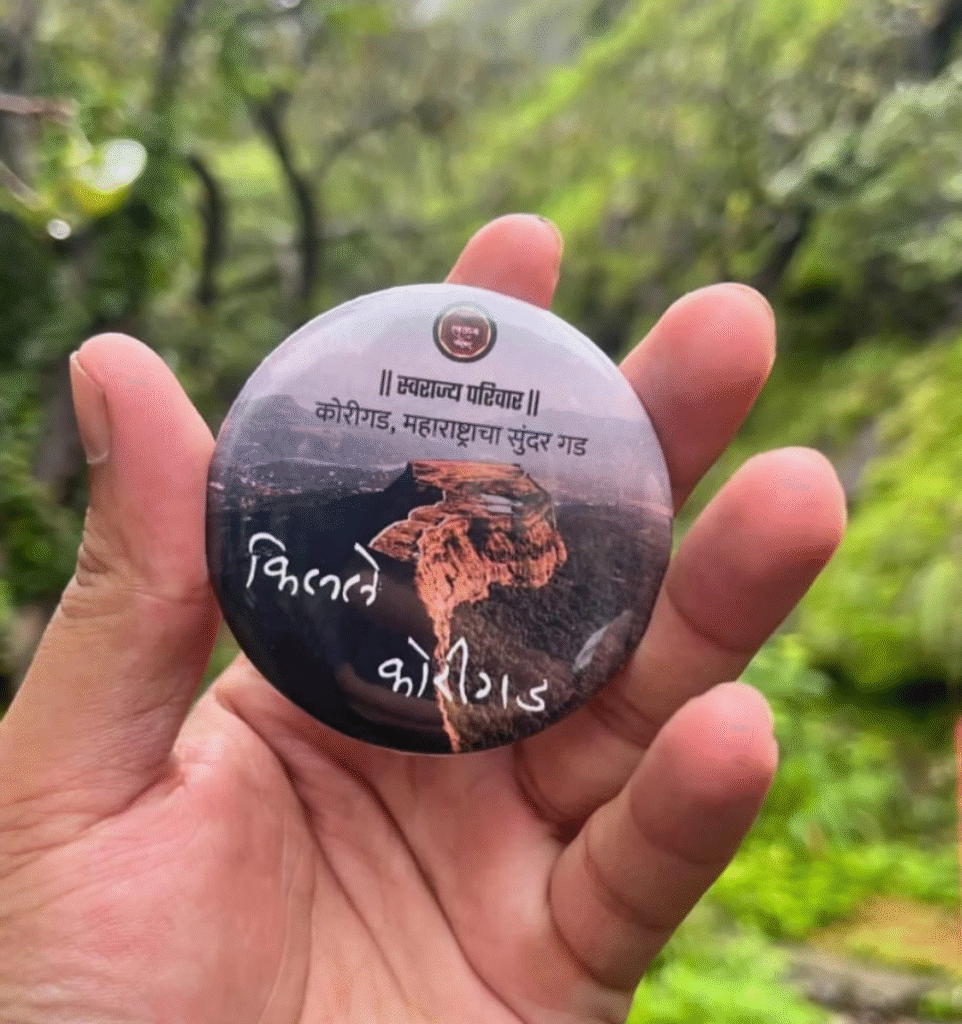 || स्वराज्य परिवार ||
कोरीगड, महाराष्ट्राचा सुंदर गड
किल्ले
कोरीगड